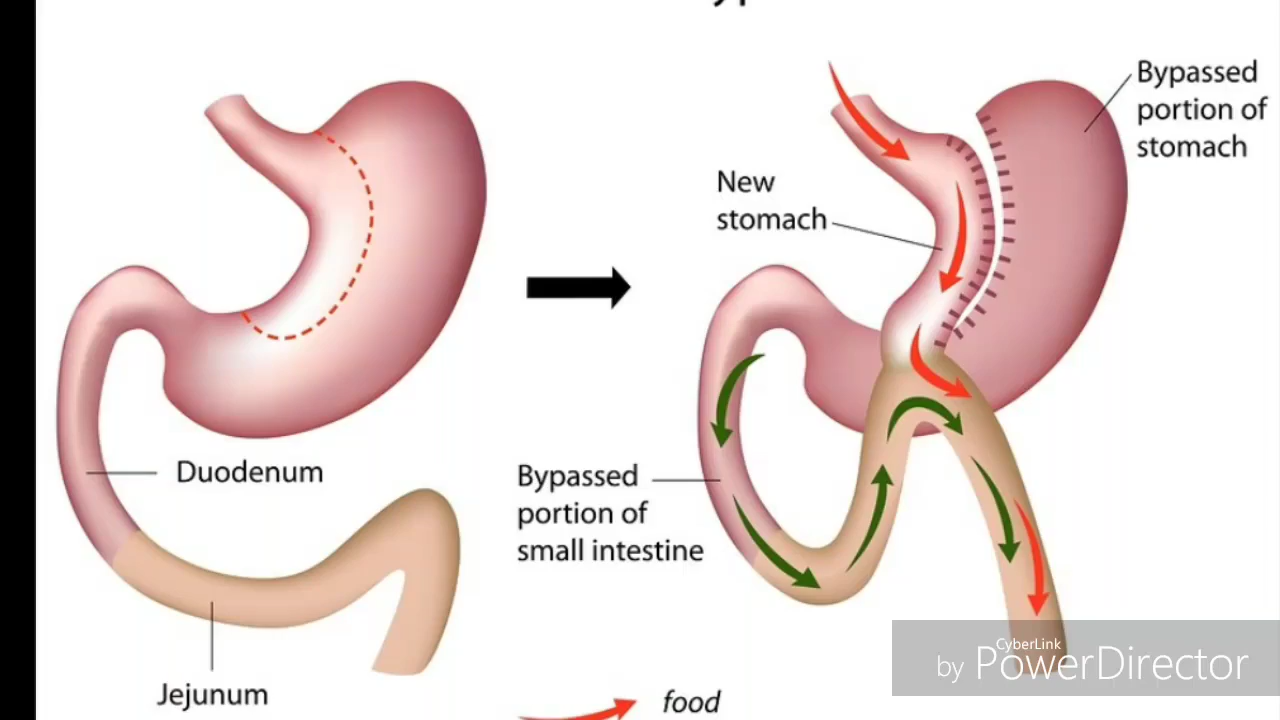 Bypassed
portion of
stomach
New
stomach
Duodenum
Bypassed
portion of
small intestine
Jejunum
food
CyberLink
by PowerDirector